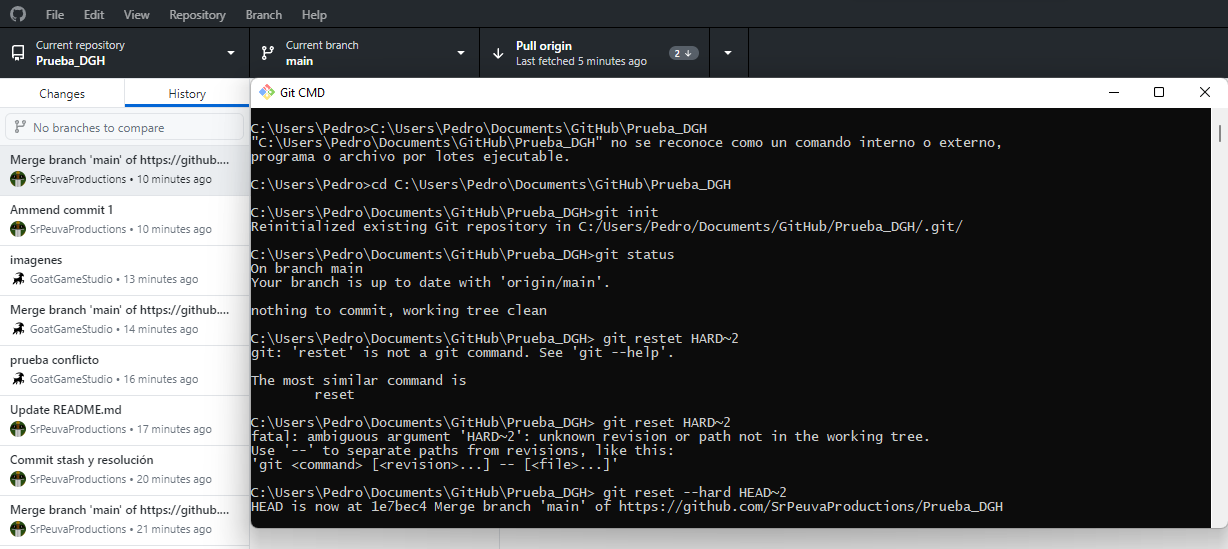 File Edit View Repository Branch Help
Current repository
Prueba_DGH
Current branch
main
Pull origin
Last fetched 5 minutes ago
2
Changes History
No branches to compare
Merge branch 'main' of https://github....
SrPeuvaProductions • 10 minutes ago
Ammend commit 1
SrPeuvaProductions • 10 minutes ago
imagenes
GoatGameStudio • 13 minutes ago
Merge branch 'main' of https://github....
GoatGameStudio • 14 minutes ago
prueba conflicto
GoatGameStudio • 16 minutes ago
Update README.md
SrPeuvaProductions • 17 minutes ago
Commit stash y resolución
SrPeuvaProductions • 20 minutes ago
Merge branch 'main' of https://github....
SrPeuvaProductions • 21 minutes ago
Git CMD
C:\Users\Pedro>C:\Users\Pedro\Documents\GitHub\Prueba_DGH
"C:\Users\Pedro\Documents\GitHub\Prueba_DGH" no se reconoce como un comando interno o externo,
programa o archivo por lotes ejecutable.
C:\Users\Pedro>cd C:\Users\Pedro\Documents\GitHub\Prueba_DGH
C:\Users\Pedro\Documents\GitHub\Prueba_DGH>git init
Reinitialized existing Git repository in C:/Users/Pedro/Documents/GitHub/Prueba_DGH/.git/
C:\Users\Pedro\Documents\GitHub\Prueba_DGH>git status
On branch main
Your branch is up to date with 'origin/main'.
nothing to commit, working tree clean
C:\Users\Pedro\Documents\GitHub\Prueba_DGH> git restet HARD~2
git: 'restet' is not a git command. See 'git --help'.
The most similar command is
reset
C:\Users\Pedro\Documents\GitHub\Prueba_DGH> git reset HARD~2
fatal: ambiguous argument 'HARD~2': unknown revision or path not in the working tree.
Use '--' to separate paths from revisions, like this:
'git <command> [<revision>...] -- [<file>...]'
C:\Users\Pedro\Documents\GitHub\Prueba_DGH> git reset --hard HEAD~2
HEAD is now at 1e7bec4 Merge branch 'main' of https://github.com/SrPeuvaProductions/Prueba_DGH